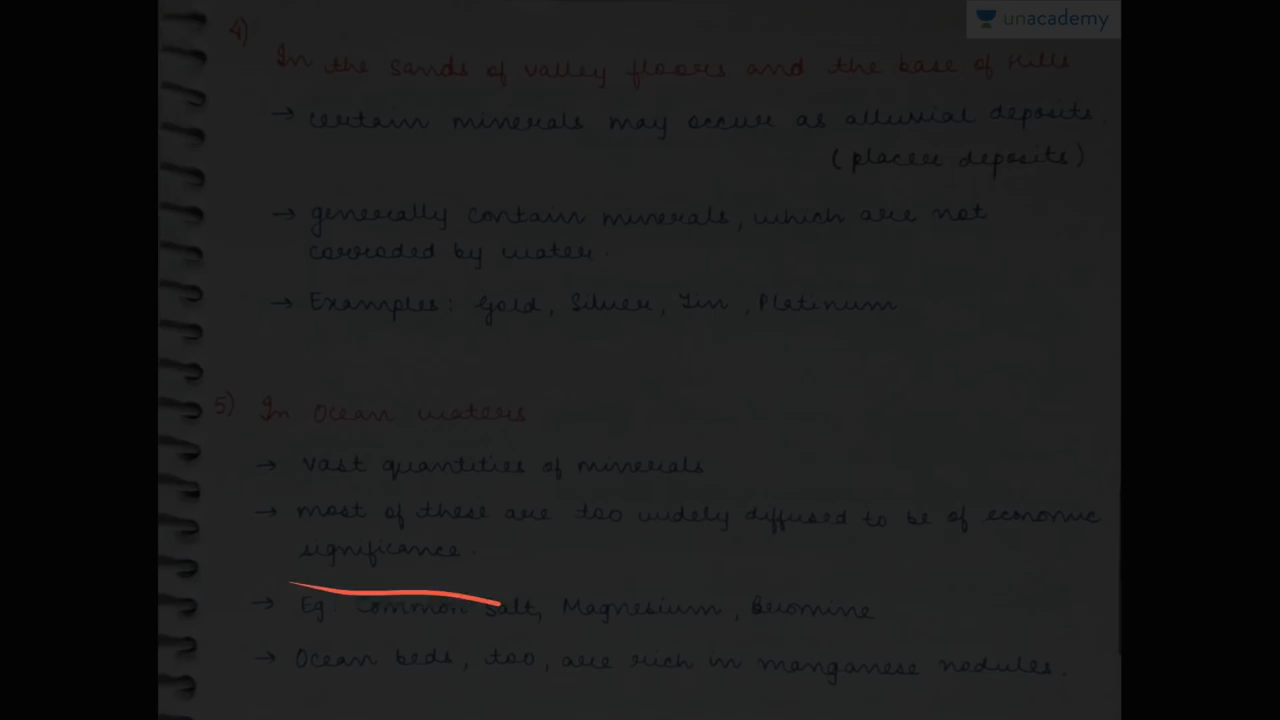 unacademy
4)
In the sands of valley floors and the base of Hills
→ certain minerals may occur as alluvial deposits.
(placer deposits)
→ generally contain minerals, which are not
corroded by water.
→ Examples: Gold, Silver, Tin, Platinum
5) In Ocean waters
→ vast quantities of minerals
→ most of these are too widely diffused to be of economic
significance.
→ Eg. Common Salt, Magnesium, Bromine
→ Ocean beds, too, are rich in manganese nodules.